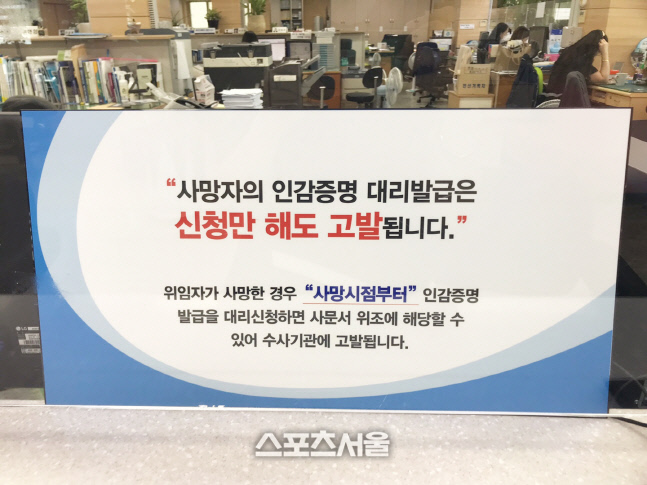 “사망자의 인감증명 대리발급은
신청만 해도 고발됩니다.”
위임자가 사망한 경우 “사망시점부터” 인감증명
발급을 대리신청하면 사문서 위조에 해당할 수
있어 수사기관에 고발됩니다.
스포츠서울